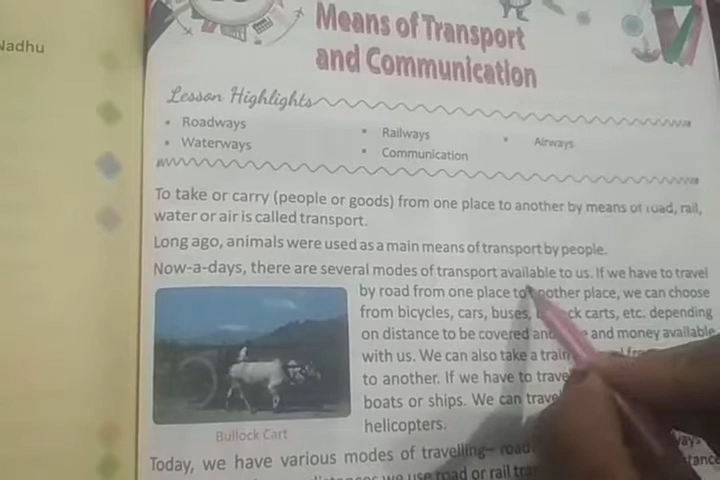 Nadhu
Means of Transport
and Communication
Lesson Highlights
Roadways
Railways
Airways
Waterways
Communication
To take or carry (people or goods) from one place to another by means of road, rail,
water or air is called transport.
Long ago, animals were used as a main means of transport by people.
Now-a-days, there are several modes of transport available to us. If we have to travel
by road from one place to another place, we can choose
from bicycles, cars, buses, carts, etc. depending
on distance to be covered and and money available
with us. We can also take a train
to another. If we have to
boats or ships. We can
helicopters.
Bullock Cart
Today, we have various modes of travelling–
we use road or rail